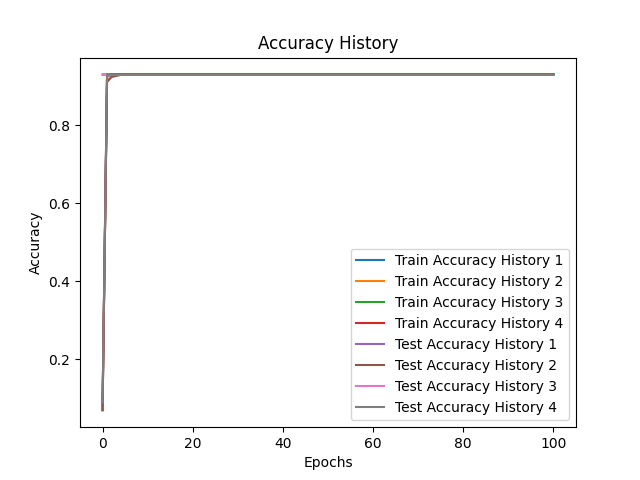 Accuracy History
Accuracy
0.8
0.6
0.4
0.2
Train Accuracy History 1
Train Accuracy History 2
Train Accuracy History 3
Train Accuracy History 4
Test Accuracy History 1
Test Accuracy History 2
Test Accuracy History 3
Test Accuracy History 4
0 20 40 60 80 100
Epochs